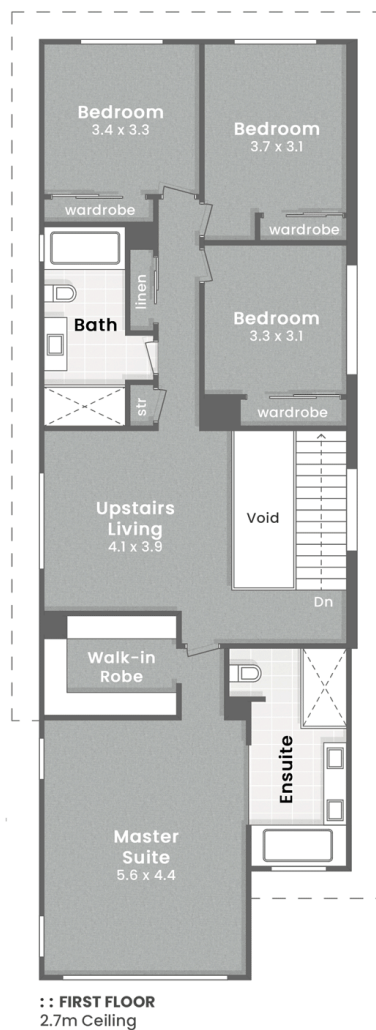 Bedroom
3.4 x 3.3
Bedroom
3.7 x 3.1
wardrobe
wardrobe
linen
Bath
Bedroom
3.3 x 3.1
str
wardrobe
Upstairs
Living
4.1 x 3.9
Void
Dn
Walk-in
Robe
Ensuite
Master
Suite
5.6 x 4.4
: : FIRST FLOOR
2.7m Ceiling